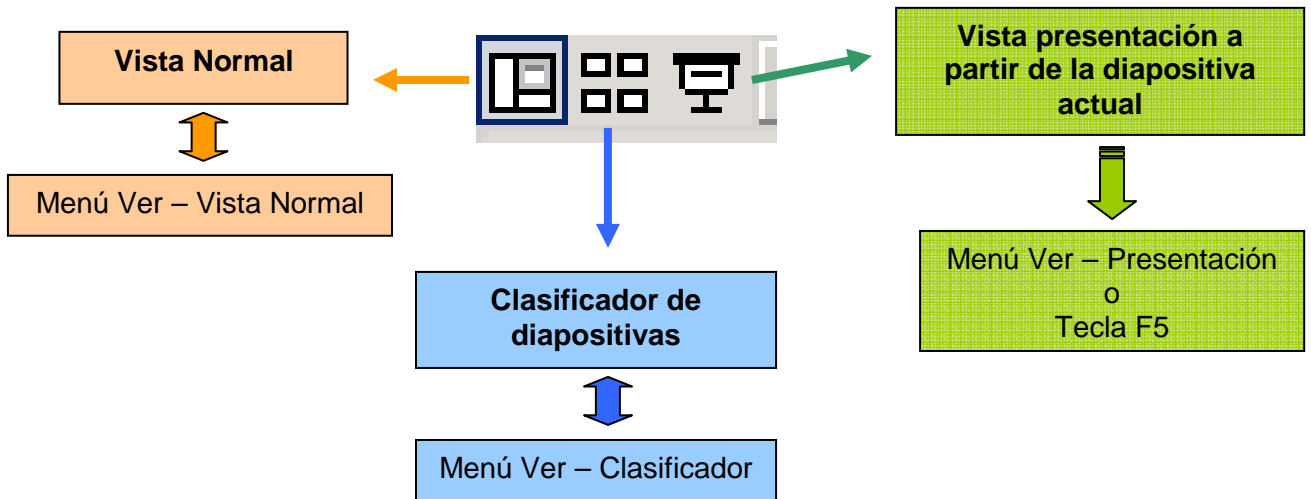 Vista Normal
Menú Ver – Vista Normal
Clasificador de
diapositivas
Menú Ver – Clasificador
Vista presentación a
partir de la diapositiva
actual
Menú Ver – Presentación
o
Tecla F5